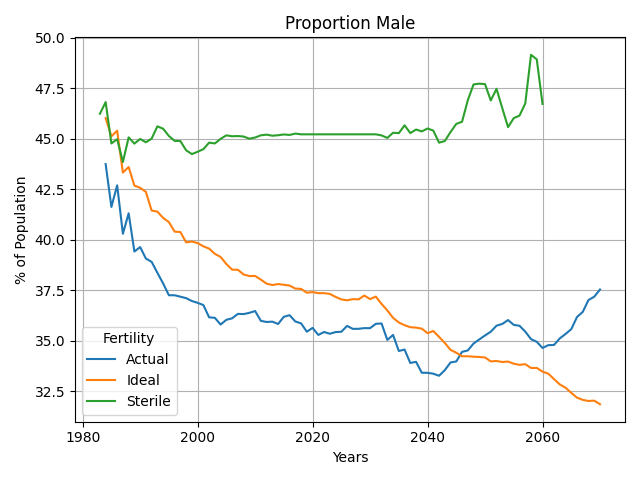 Proportion Male
% of Population
50.0
47.5
45.0
42.5
40.0
37.5
35.0
32.5
Fertility
Actual
Ideal
Sterile
1980 2000 2020 2040 2060
Years